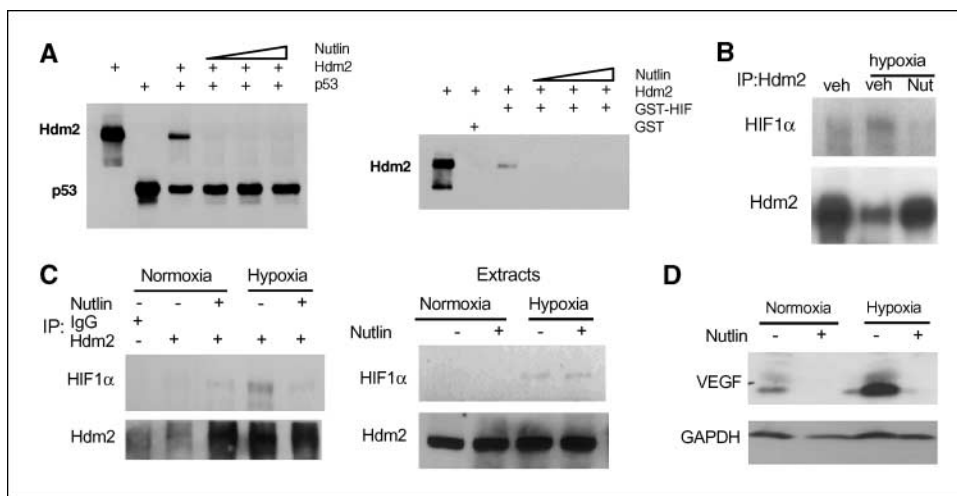 A
Nutlin
Hdm2
p53
+ + + + +
+ + + + +
Hdm2
p53
Nutlin
Hdm2
GST-HIF
GST
+ + + + + +
+ + + +
+
Hdm2
B
hypoxia
IP:Hdm2 veh veh Nut
HIF1α
Hdm2
C
Normoxia Hypoxia
Nutlin - - + - +
IP: IgG +
Hdm2 - + + + +
HIF1α
Hdm2
Extracts
Normoxia Hypoxia
Nutlin - + - +
HIF1α
Hdm2
D
Normoxia Hypoxia
Nutlin - + - +
VEGF
GAPDH